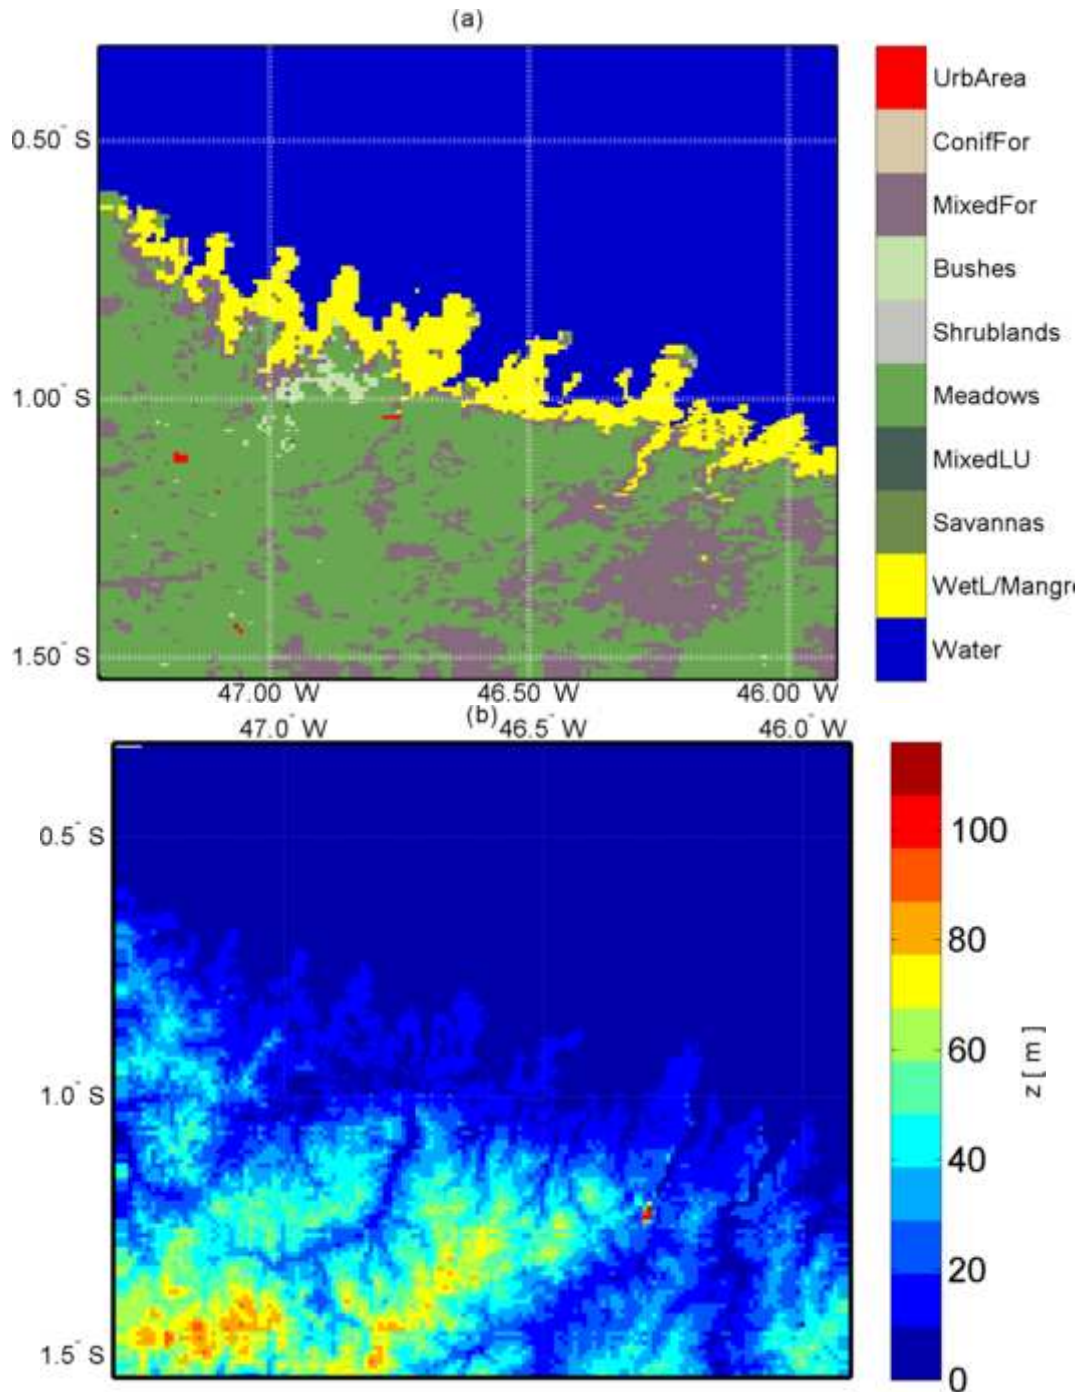 (a)
0.50° S
1.00° S
1.50° S
47.00 W
46.50 W
46.00 W
UrbArea
ConifFor
MixedFor
Bushes
Shrublands
Meadows
MixedLU
Savannas
WetL/Mangr
Water
(b)
47.0° W
46.5° W
46.0° W
0.5° S
1.0° S
1.5° S
100
80
60
40
20
0
z [ m ]